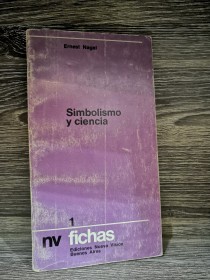 Ernest Nagel
Simbolismo
y ciencia
1
nv fichas
Ediciones Nueva Visión
Buenos Aires